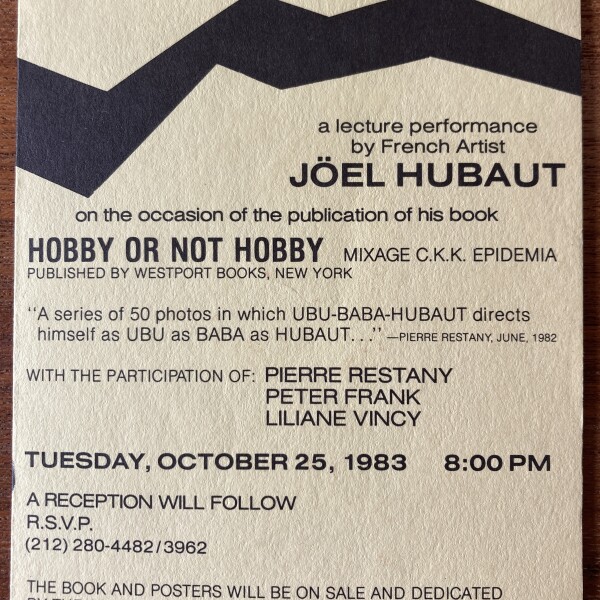 a lecture performance
by French Artist
JÖEL HUBAUT
on the occasion of the publication of his book
HOBBY OR NOT HOBBY MIXAGE C.K.K. EPIDEMIA
PUBLISHED BY WESTPORT BOOKS, NEW YORK
"A series of 50 photos in which UBU-BABA-HUBAUT directs
himself as UBU as BABA as HUBAUT. . ." —PIERRE RESTANY, JUNE, 1982
WITH THE PARTICIPATION OF: PIERRE RESTANY
PETER FRANK
LILIANE VINCY
TUESDAY, OCTOBER 25, 1983 8:00 PM
A RECEPTION WILL FOLLOW
R.S.V.P.
(212) 280-4482/3962
THE BOOK AND POSTERS WILL BE ON SALE AND DEDICATED